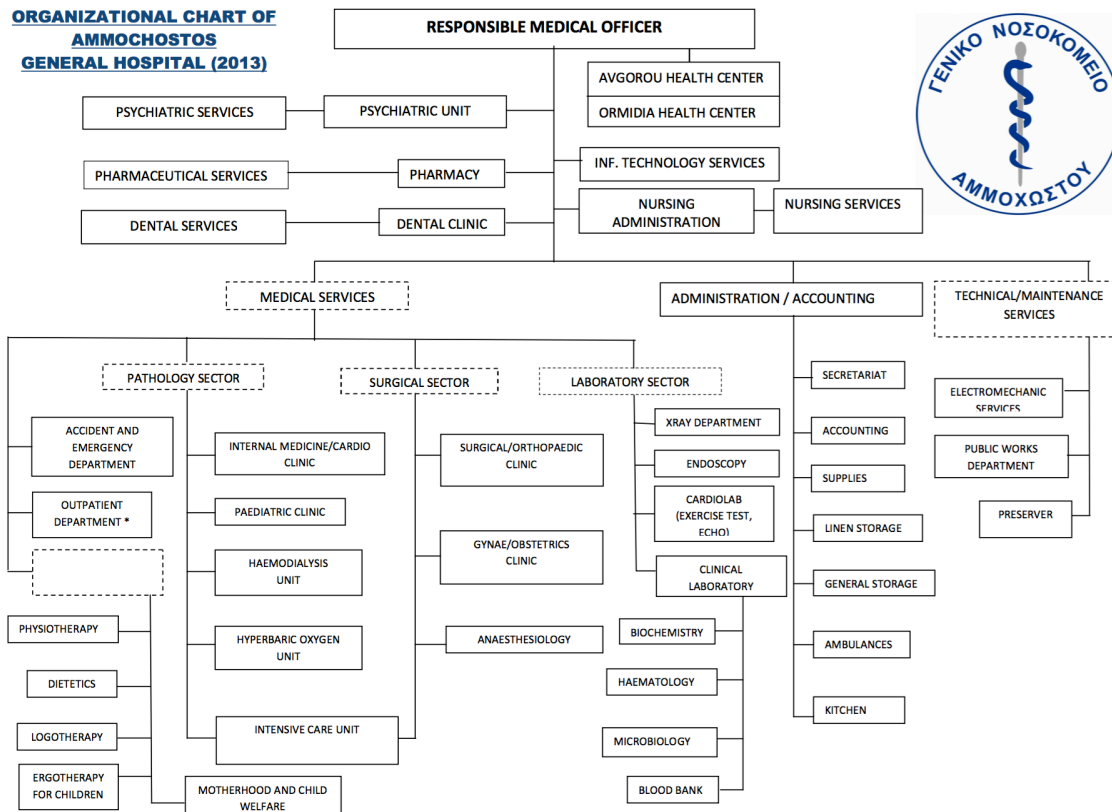 ORGANIZATIONAL CHART OF
AMMOCHOSTOS
GENERAL HOSPITAL (2013)
RESPONSIBLE MEDICAL OFFICER
ΓΕΝΙΚΟ ΝΟΣΟΚΟΜΕΙΟ
ΑΜΜΟΧΩΣΤΟΥ
AVGOROU HEALTH CENTER
ORMIDIA HEALTH CENTER
PSYCHIATRIC SERVICES
PSYCHIATRIC UNIT
INF. TECHNOLOGY SERVICES
PHARMACEUTICAL SERVICES
PHARMACY
NURSING
ADMINISTRATION
NURSING SERVICES
DENTAL SERVICES
DENTAL CLINIC
MEDICAL SERVICES
ADMINISTRATION / ACCOUNTING
TECHNICAL/MAINTENANCE
SERVICES
PATHOLOGY SECTOR
SURGICAL SECTOR
LABORATORY SECTOR
ACCIDENT AND
EMERGENCY
DEPARTMENT
OUTPATIENT
DEPARTMENT *
PHYSIOTHERAPY
DIETETICS
LOGOTHERAPY
ERGOTHERAPY
FOR CHILDREN
MOTHERHOOD AND CHILD
WELFARE
INTERNAL MEDICINE/CARDIO
CLINIC
PAEDIATRIC CLINIC
HAEMODIALYSIS
UNIT
HYPERBARIC OXYGEN
UNIT
INTENSIVE CARE UNIT
SURGICAL/ORTHOPAEDIC
CLINIC
GYNAE/OBSTETRICS
CLINIC
ANAESTHESIOLOGY
XRAY DEPARTMENT
ENDOSCOPY
CARDIOLAB
(EXERCISE TEST,
ECHO)
CLINICAL
LABORATORY
BIOCHEMISTRY
HAEMATOLOGY
MICROBIOLOGY
BLOOD BANK
SECRETARIAT
ACCOUNTING
SUPPLIES
LINEN STORAGE
GENERAL STORAGE
AMBULANCES
KITCHEN
ELECTROMECHANIC
SERVICES
PUBLIC WORKS
DEPARTMENT
PRESERVER